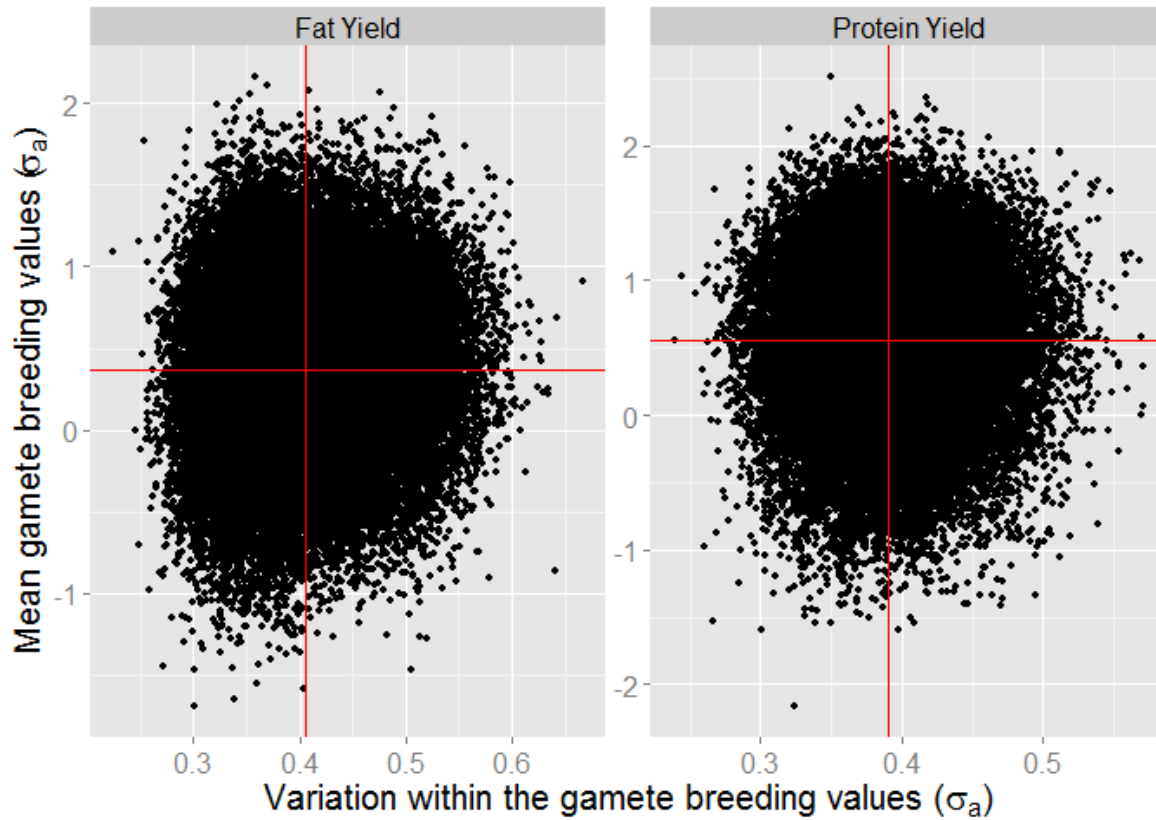 Fat Yield
Protein Yield
Mean gamete breeding values (σa)
2
1
0
-1
2
1
0
-1
-2
0.3 0.4 0.5 0.6
0.3 0.4 0.5
Variation within the gamete breeding values (σa)